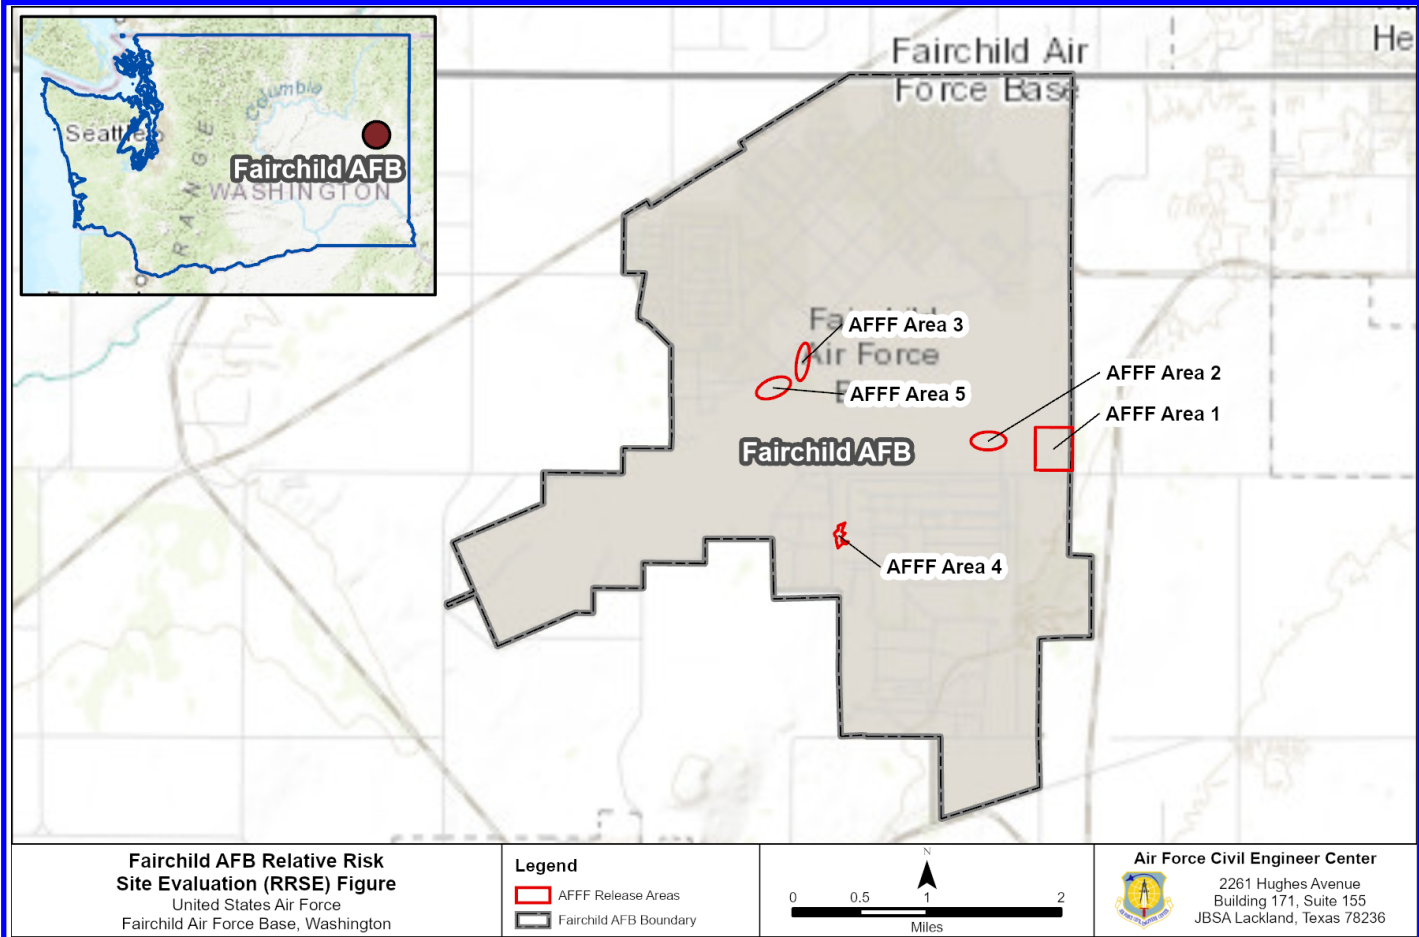 Seattle
Columbia
RANGE
Fairchild AFB
WASHINGTON
Fairchild Air
Force Base
He
AFFF Area 3
Air Force
AFFF Area 5
AFFF Area 2
AFFF Area 1
Fairchild AFB
AFFF Area 4
Fairchild AFB Relative Risk
Site Evaluation (RRSE) Figure
United States Air Force
Fairchild Air Force Base, Washington
Legend
AFFF Release Areas
Fairchild AFB Boundary
N
0 0.5 1 2
Miles
Air Force Civil Engineer Center
2261 Hughes Avenue
Building 171, Suite 155
JBSA Lackland, Texas 78236